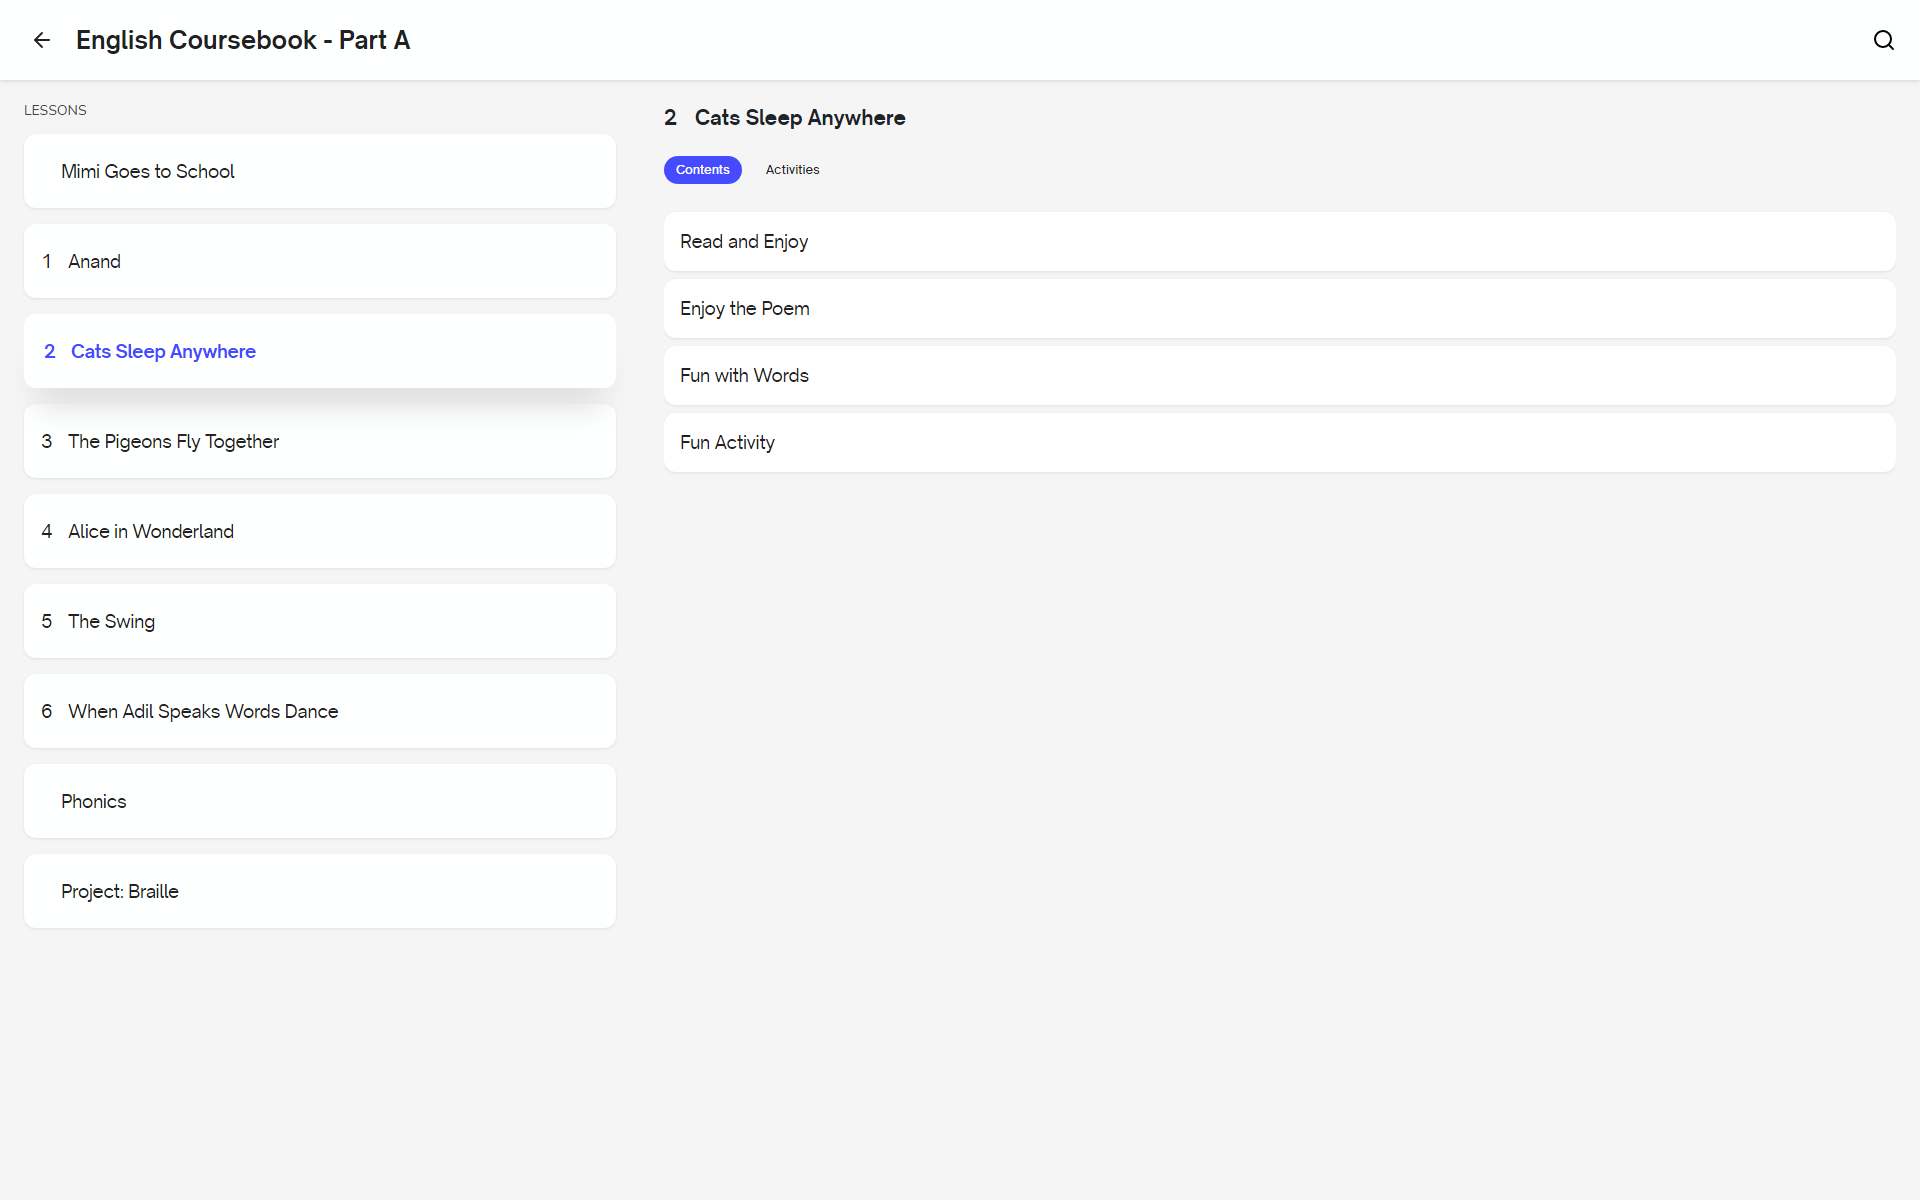 English Coursebook - Part A
LESSONS
Mimi Goes to School
1 Anand
2 Cats Sleep Anywhere
3 The Pigeons Fly Together
4 Alice in Wonderland
5 The Swing
6 When Adil Speaks Words Dance
Phonics
Project: Braille
2 Cats Sleep Anywhere
Contents Activities
Read and Enjoy
Enjoy the Poem
Fun with Words
Fun Activity